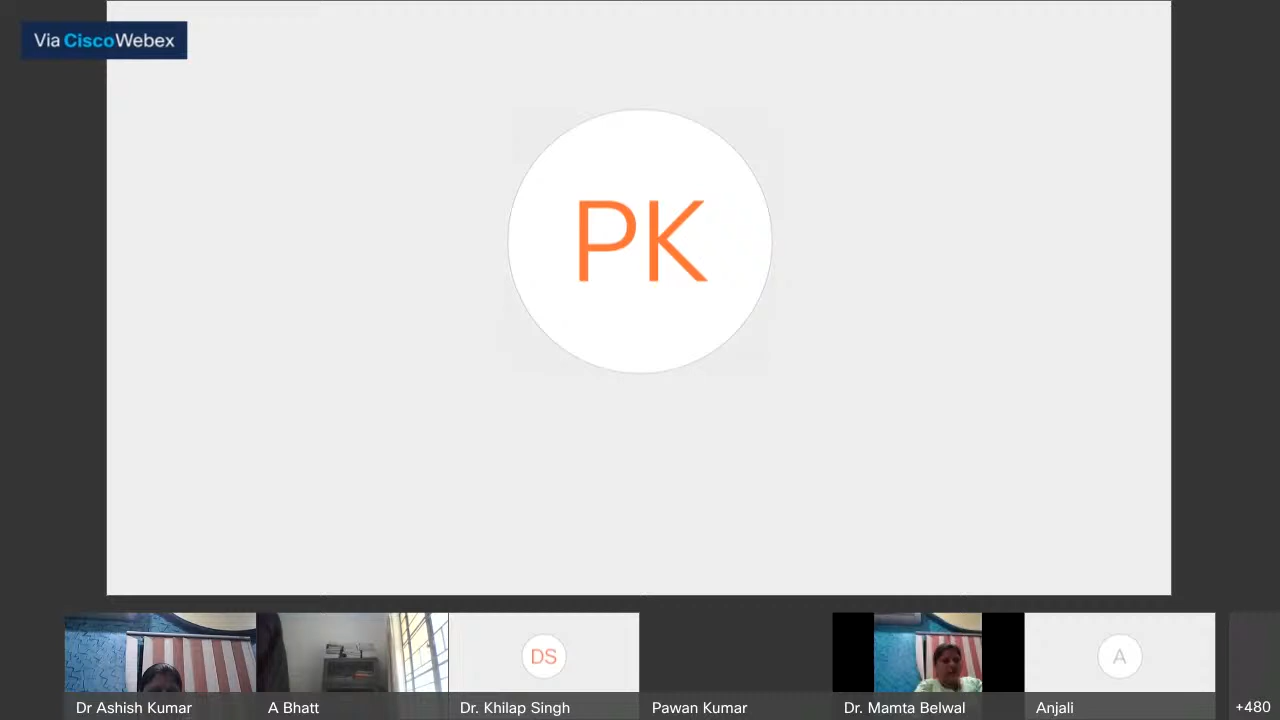 Via CiscoWebex
PK
DS
A
Dr Ashish Kumar
A Bhatt
Dr. Khilap Singh
Pawan Kumar
Dr. Mamta Belwal
Anjali
+480